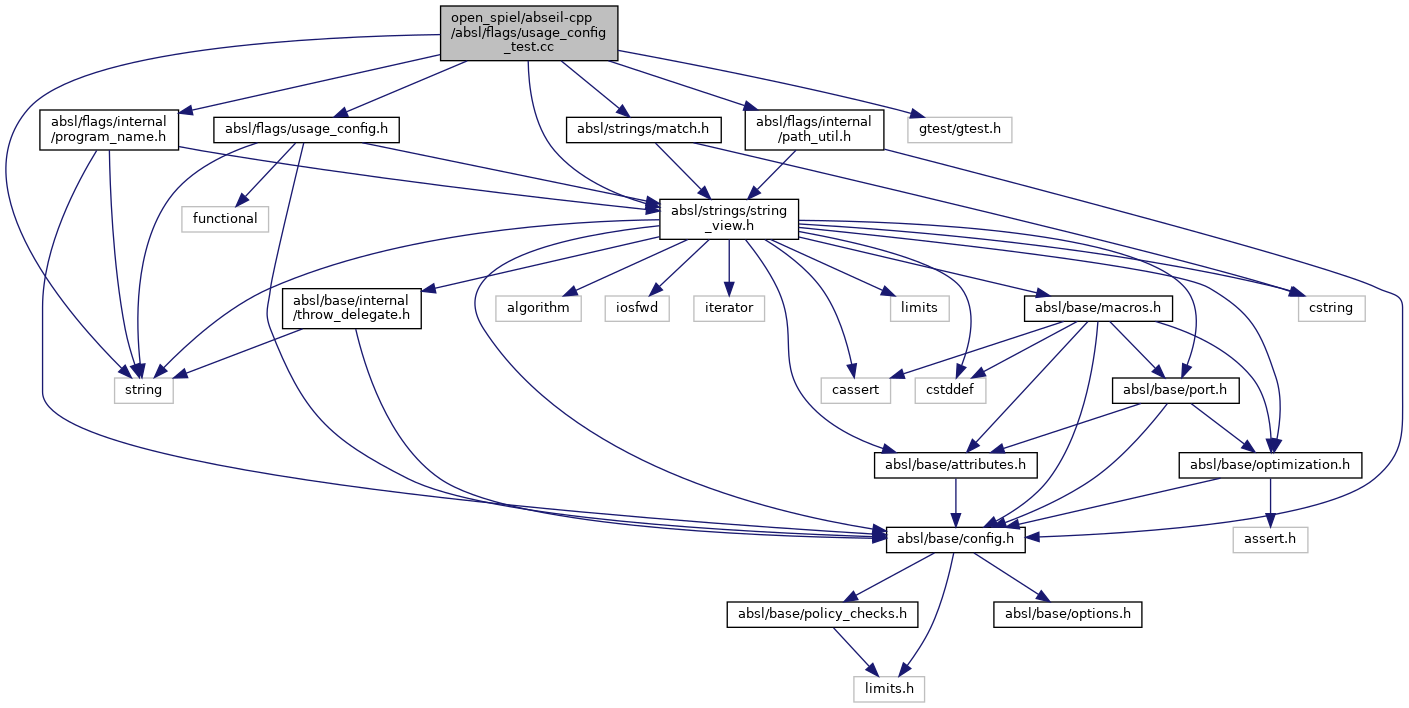 open_spiel/abseil-cpp
/absl/flags/usage_config
_test.cc
absl/flags/internal
/program_name.h
absl/flags/usage_config.h
absl/strings/match.h
absl/flags/internal
/path_util.h
gtest/gtest.h
functional
absl/strings/string
_view.h
absl/base/internal
/throw_delegate.h
algorithm
iosfwd
iterator
limits
absl/base/macros.h
cstring
string
cassert
cstddef
absl/base/port.h
absl/base/attributes.h
absl/base/optimization.h
absl/base/config.h
assert.h
absl/base/policy_checks.h
absl/base/options.h
limits.h